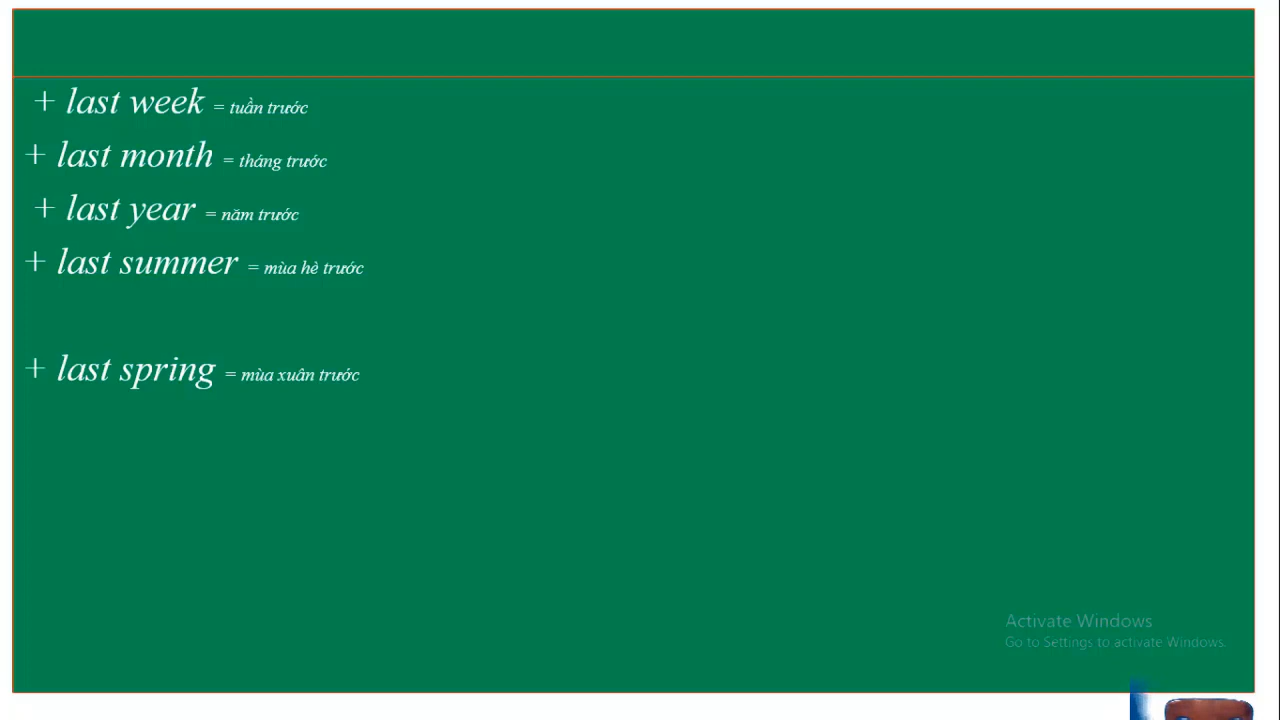 + last week = tuần trước
+ last month = tháng trước
+ last year = năm trước
+ last summer = mùa hè trước
+ last spring = mùa xuân trước
Activate Windows
Go to Settings to activate Windows.